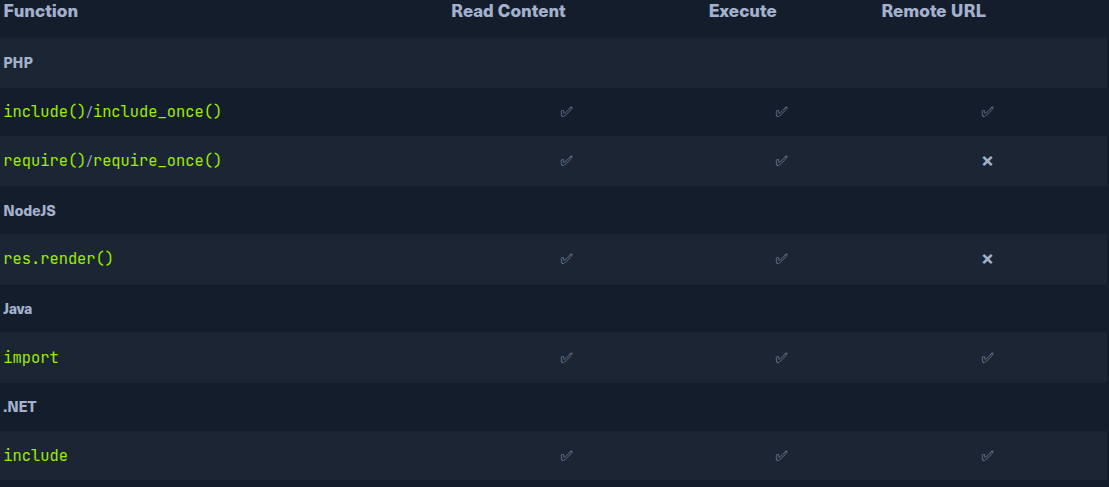 Function Read Content Execute Remote URL
PHP
include()/include_once() ✅ ✅ ✅
require()/require_once() ✅ ✅ ❌
NodeJS
res.render() ✅ ✅ ❌
Java
import ✅ ✅ ✅
.NET
include ✅ ✅ ✅